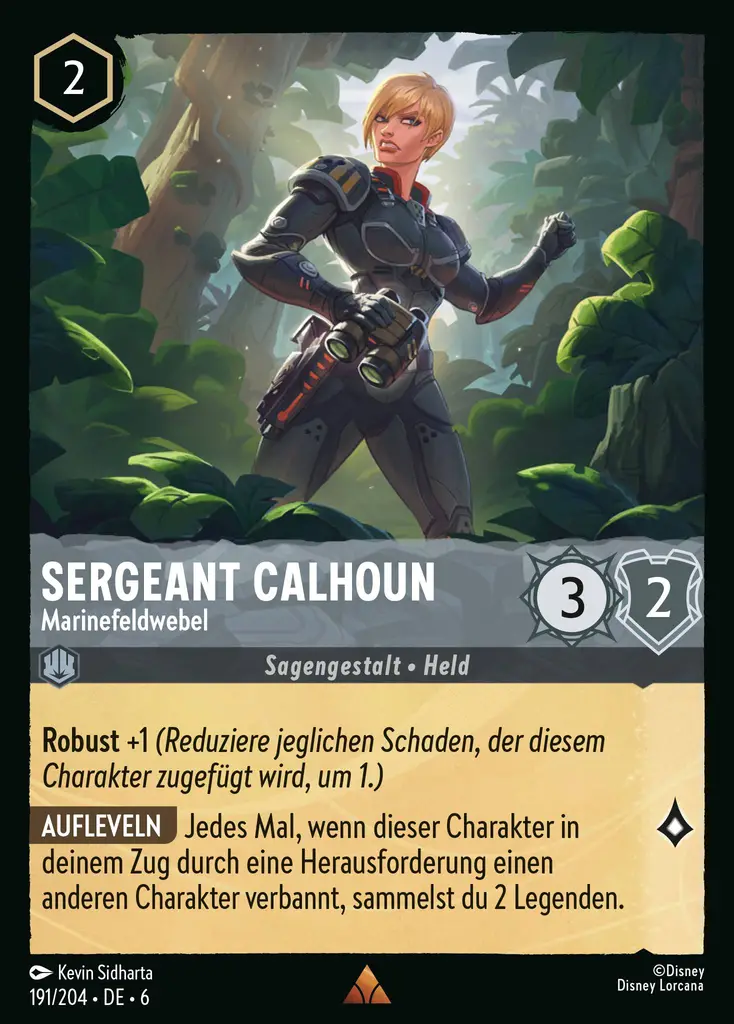 2
SERGEANT CALHOUN
Marinefeldwebel
3
2
Sagengestalt • Held
Robust +1 (Reduziere jeglichen Schaden, der diesem
Charakter zugefügt wird, um 1.)
AUFLEVELN Jedes Mal, wenn dieser Charakter in
deinem Zug durch eine Herausforderung einen
anderen Charakter verbannt, sammelst du 2 Legenden.
Kevin Sidharta
191/204 • DE • 6
©Disney
Disney Lorcana